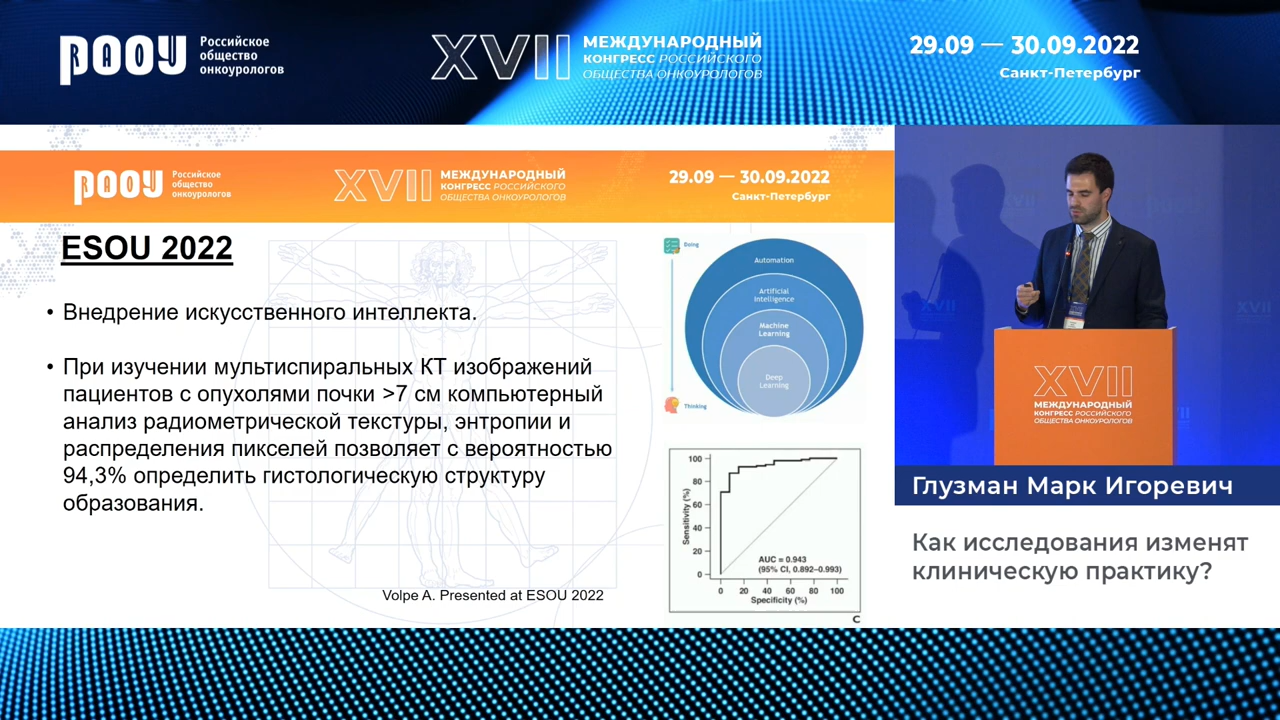 РАОУ
Российское
общество
онкоурологов
XVII
МЕЖДУНАРОДНЫЙ
КОНГРЕСС РОССИЙСКОГО
ОБЩЕСТВА ОНКОУРОЛОГОВ
29.09 — 30.09.2022
Санкт-Петербург
РАОУ
Российское
общество
онкоурологов
XVII
МЕЖДУНАРОДНЫЙ
КОНГРЕСС РОССИЙСКОГО
ОБЩЕСТВА ОНКОУРОЛОГОВ
29.09 — 30.09.2022
Санкт-Петербург
ESOU 2022
• Внедрение искусственного интеллекта.
• При изучении мультиспиральных КТ изображений
пациентов с опухолями почки >7 см компьютерный
анализ радиометрической текстуры, энтропии и
распределения пикселей позволяет с вероятностью
94,3% определить гистологическую структуру
образования.
Volpe A. Presented at ESOU 2022
Doing
Thinking
Automation
Artificial
Intelligence
Machine
Learning
Deep
Learning
Sensitivity (%)
100
80
60
40
20
0
AUC = 0.943
(95% CI, 0.892–0.993)
0 20 40 60 80 100
Specificity (%)
C
XVII
XVII
XVII
МЕЖДУНАРОДНЫЙ
КОНГРЕСС РОССИЙСКОГО
ОБЩЕСТВА ОНКОУРОЛОГОВ
Глузман Марк Игоревич
Как исследования изменят
клиническую практику?